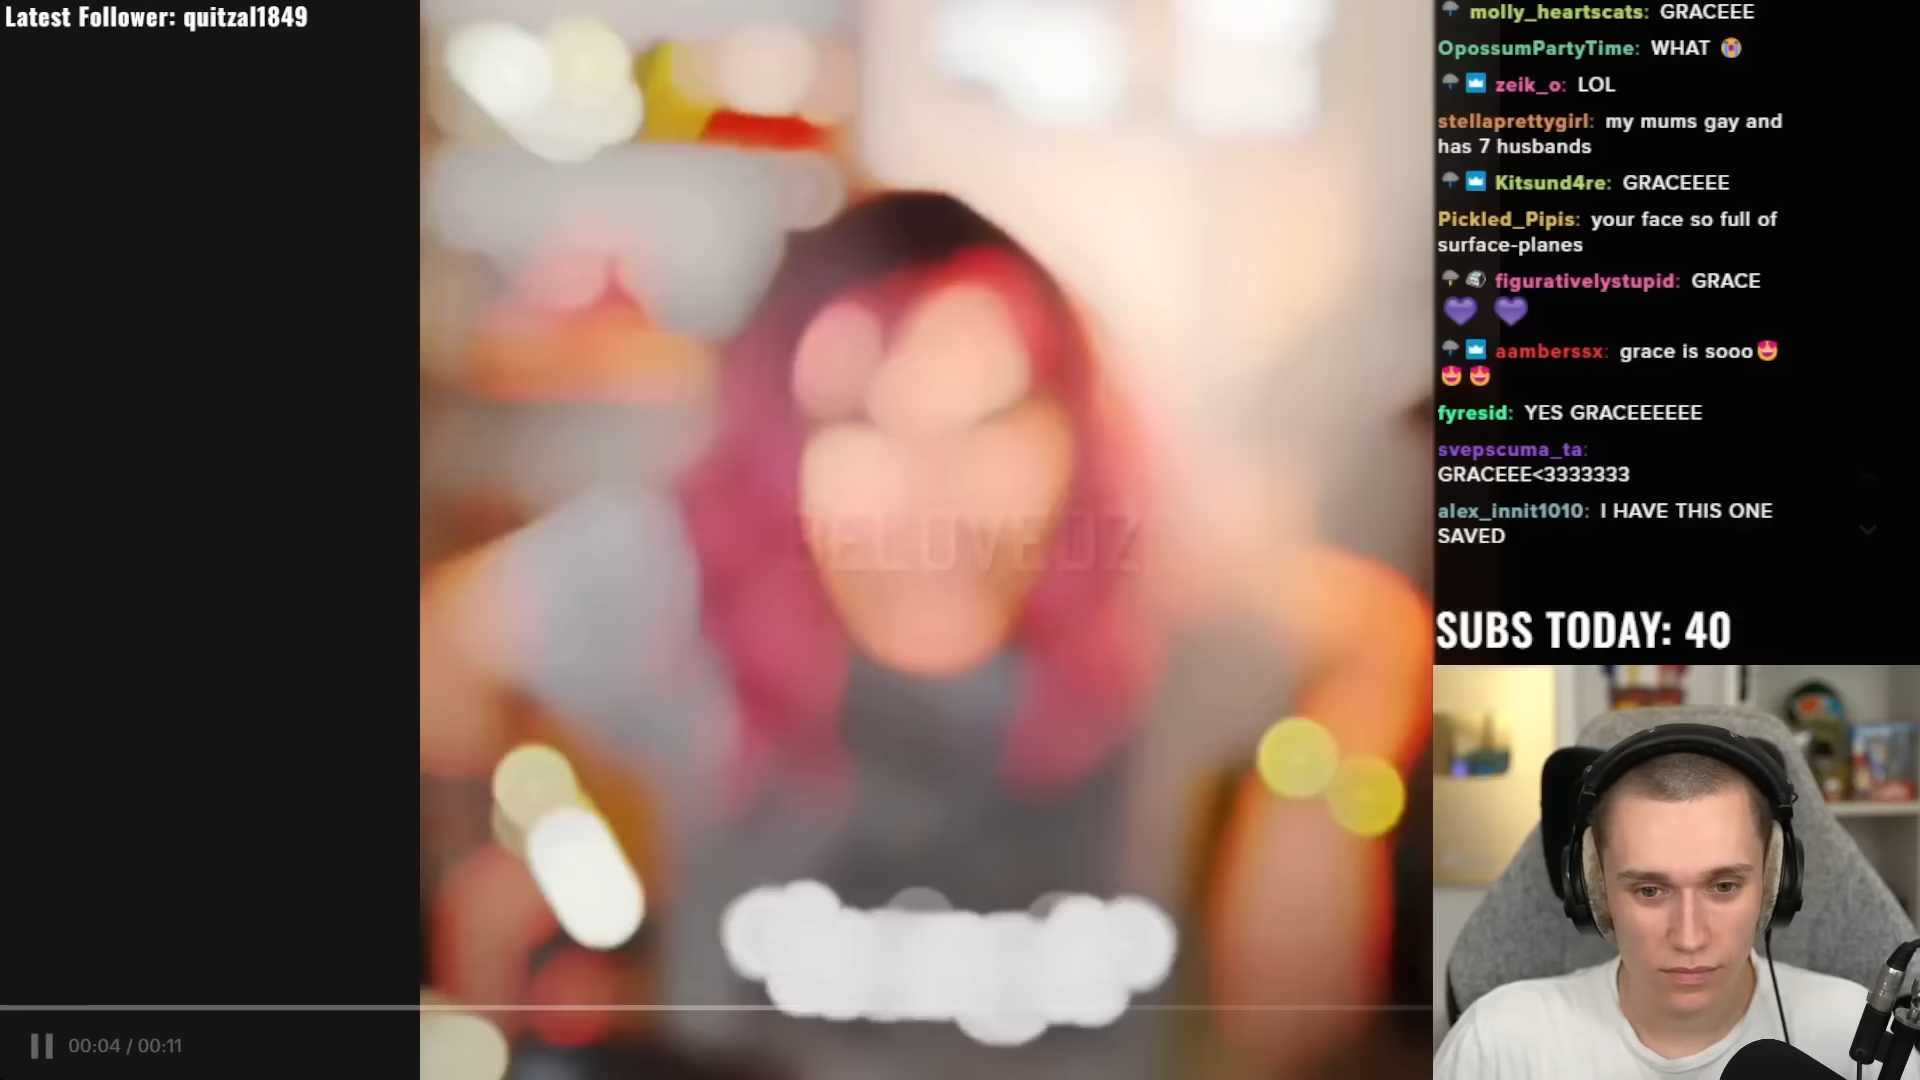 Latest Follower: quitzal1849
molly_heartscats: GRACEEE
OpossumPartyTime: WHAT 😭
zeik_o: LOL
stellaprettygirl: my mums gay and
has 7 husbands
Kitsund4re: GRACEEEE
Pickled_Pipis: your face so full of
surface-planes
figurativelystupid: GRACE
💜 💜
aamberssx: grace is sooo😍
😍😍
fyresid: YES GRACEEEEEE
svepscuma_ta:
GRACEEE<3333333
alex_innit1010: I HAVE THIS ONE
SAVED
BELOVEDZ
SUBS TODAY: 40
00:04 / 00:11